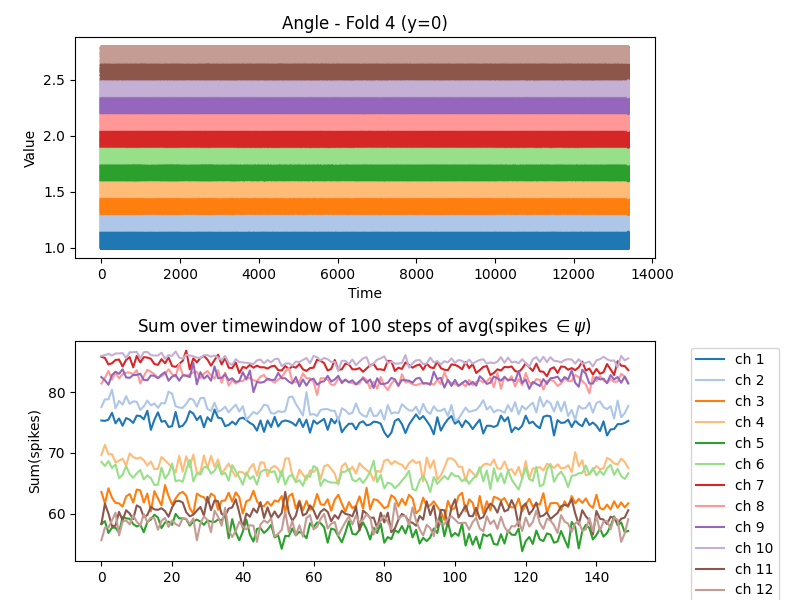 Angle - Fold 4 (y=0)
2.5
2.0
1.5
1.0
Value
0
2000
4000
6000
8000
10000
12000
14000
Time
Sum over timewindow of 100 steps of avg(spikes ∈ ψ)
80
70
60
Sum(spikes)
0
20
40
60
80
100
120
140
ch 1
ch 2
ch 3
ch 4
ch 5
ch 6
ch 7
ch 8
ch 9
ch 10
ch 11
ch 12